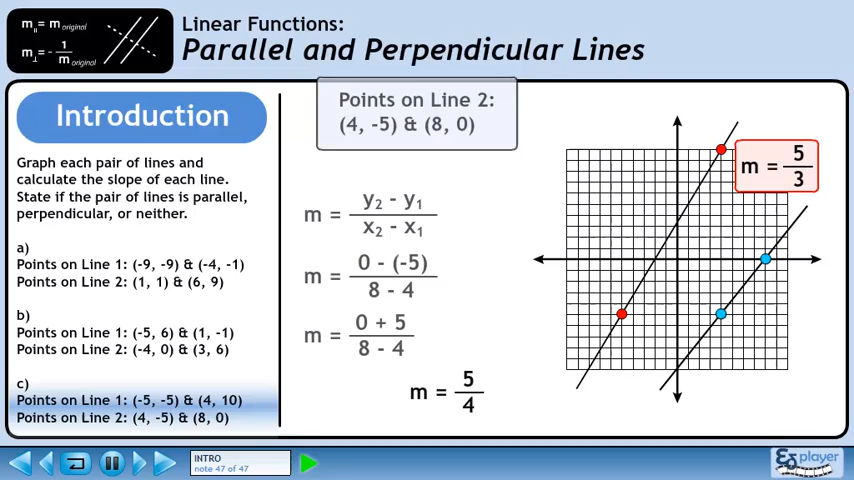 m∥ = m original
m⊥ = - 1/m original
Linear Functions:
Parallel and Perpendicular Lines
Introduction
Graph each pair of lines and
calculate the slope of each line.
State if the pair of lines is parallel,
perpendicular, or neither.
a)
Points on Line 1: (-9, -9) & (-4, -1)
Points on Line 2: (1, 1) & (6, 9)
b)
Points on Line 1: (-5, 6) & (1, -1)
Points on Line 2: (-4, 0) & (3, 6)
c)
Points on Line 1: (-5, -5) & (4, 10)
Points on Line 2: (4, -5) & (8, 0)
Points on Line 2:
(4, -5) & (8, 0)
m = y₂ - y₁ / x₂ - x₁
m = 0 - (-5) / 8 - 4
m = 0 + 5 / 8 - 4
m = 5/4
m = 5/3
INTRO
note 47 of 47
player